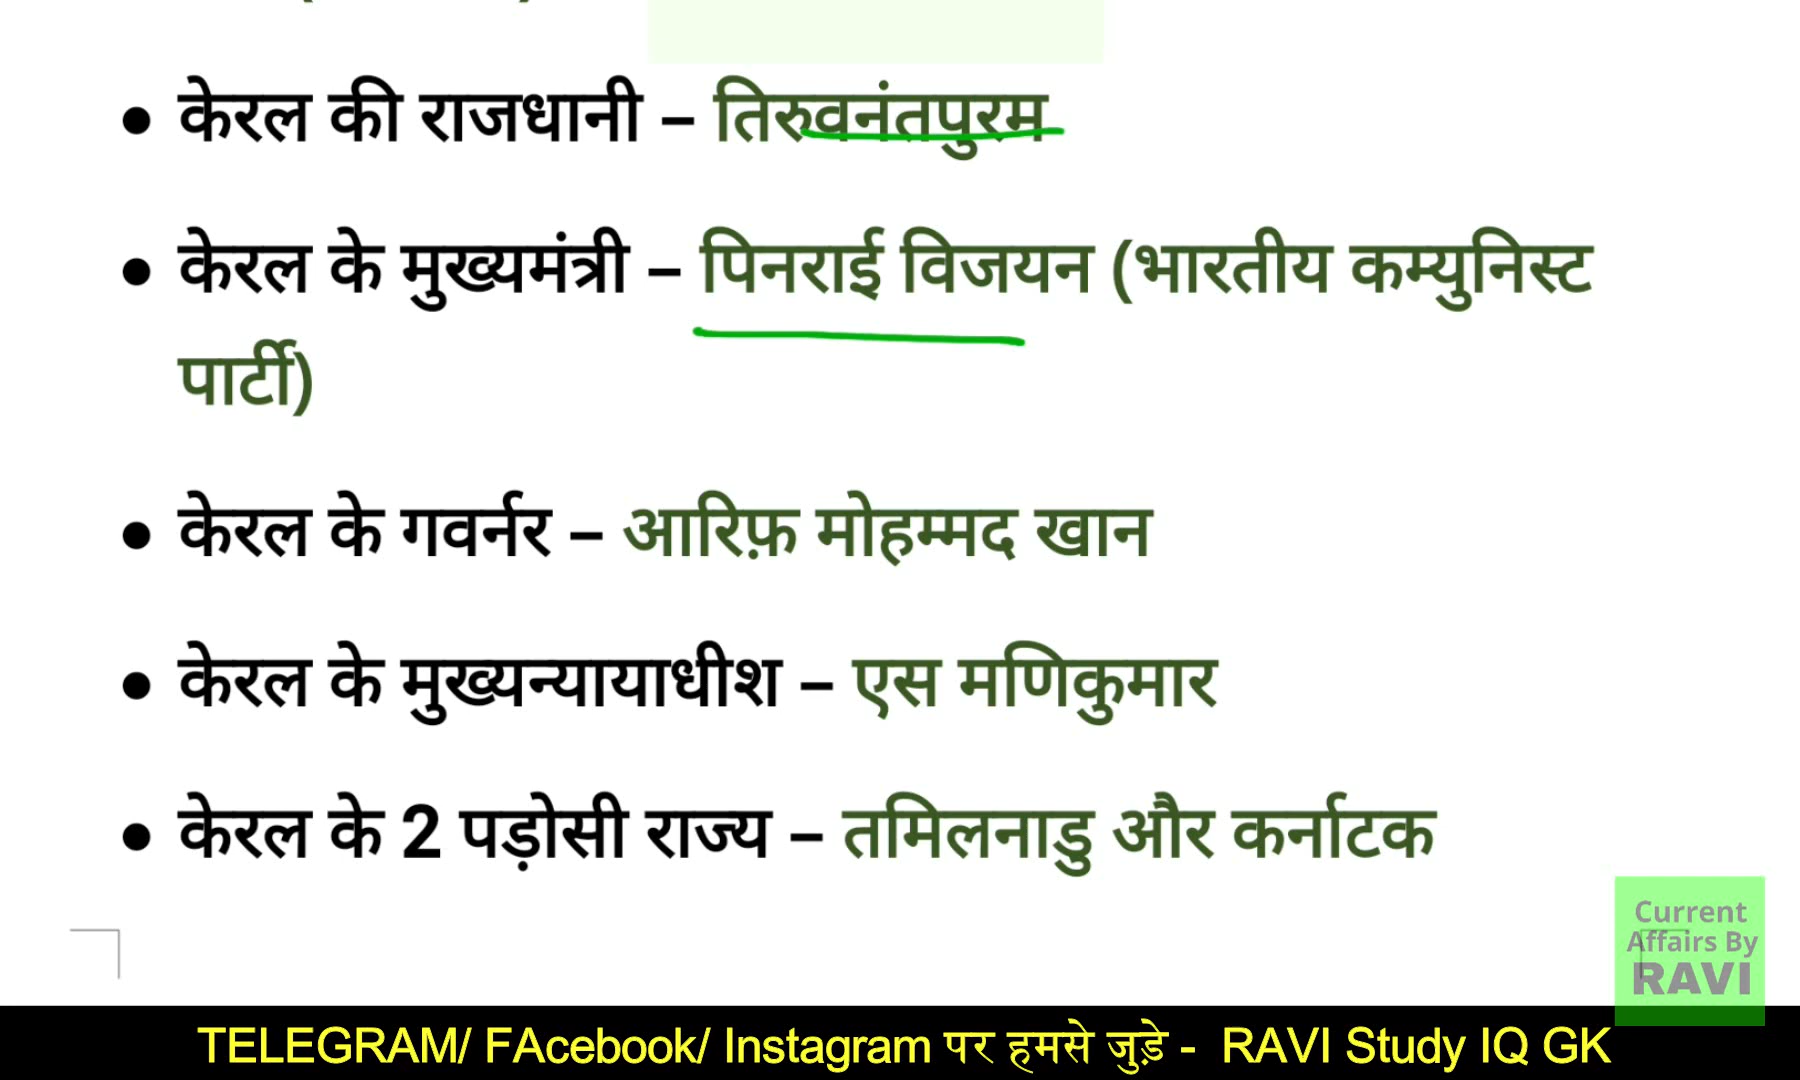 • केरल की राजधानी – तिरुवनंतपुरम
• केरल के मुख्यमंत्री – पिनराई विजयन (भारतीय कम्युनिस्ट
पार्टी)
• केरल के गवर्नर – आरिफ़ मोहम्मद खान
• केरल के मुख्यन्यायाधीश – एस मणिकुमार
• केरल के 2 पड़ोसी राज्य – तमिलनाडु और कर्नाटक
Current
Affairs By
RAVI
TELEGRAM/ FAcebook/ Instagram पर हमसे जुड़े - RAVI Study IQ GK